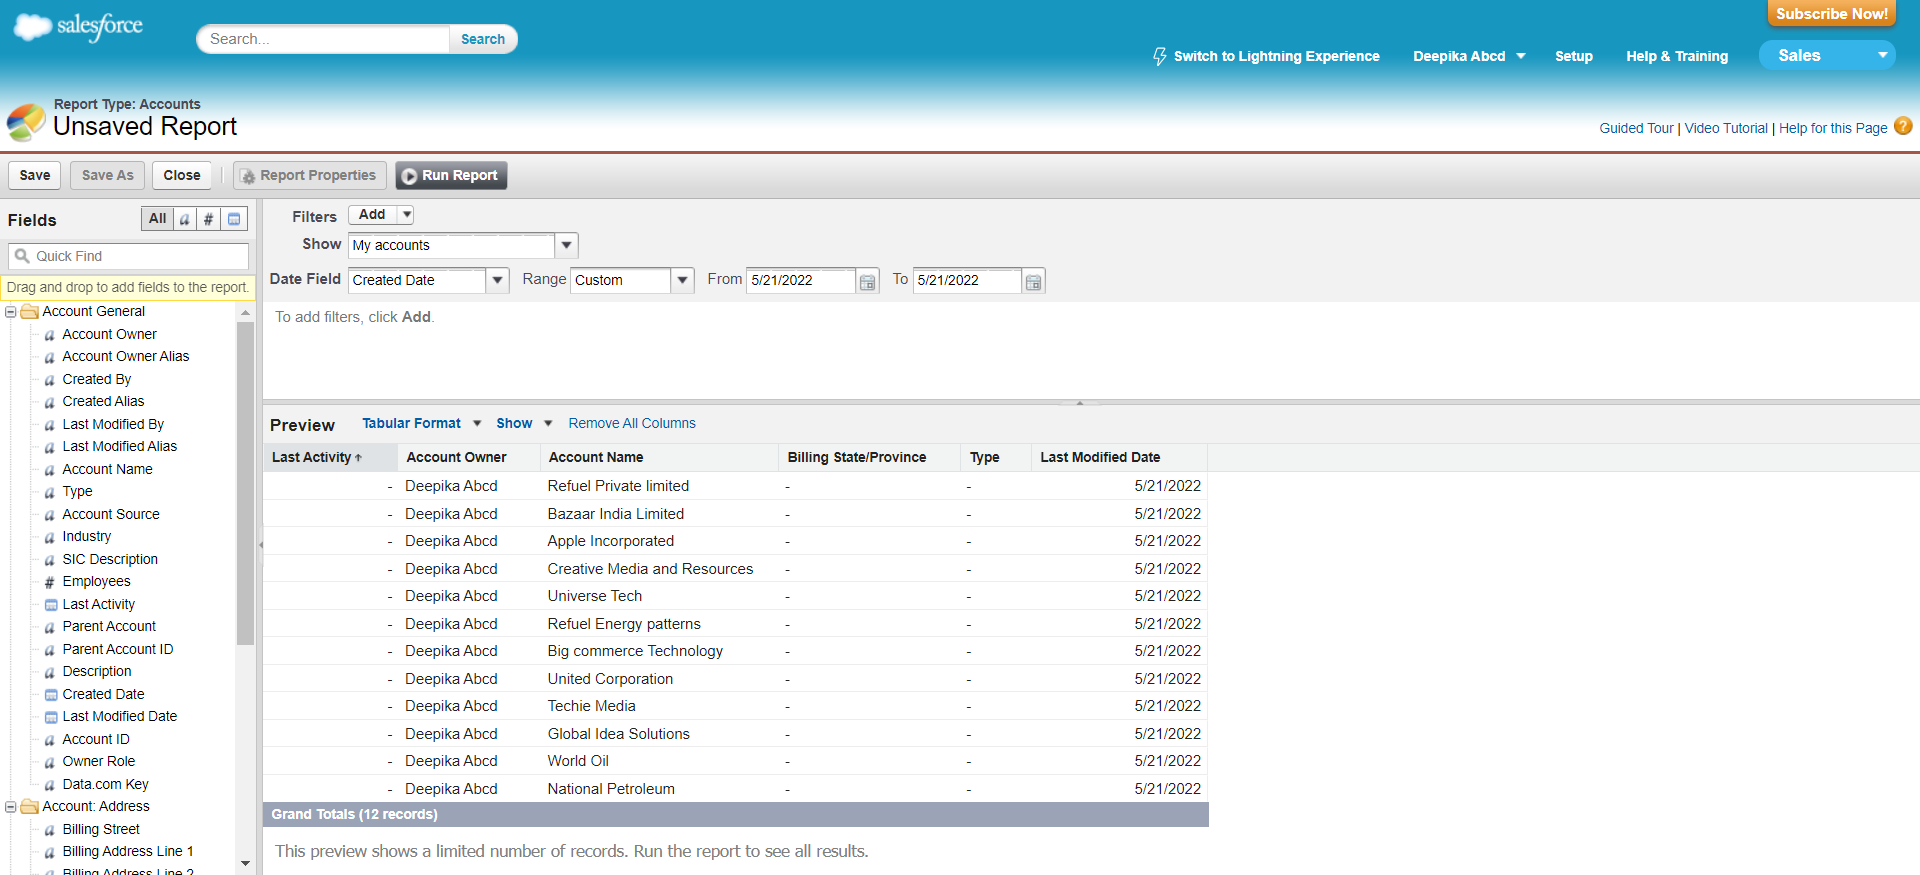 salesforce
Search...
Search
Subscribe Now!
Switch to Lightning Experience
Deepika Abcd
Setup
Help & Training
Sales
Report Type: Accounts
Unsaved Report
Guided Tour | Video Tutorial | Help for this Page ?
Save
Save As
Close
Report Properties
Run Report
Fields
All a #
Quick Find
Drag and drop to add fields to the report.
Account General
a Account Owner
a Account Owner Alias
a Created By
a Created Alias
a Last Modified By
a Last Modified Alias
a Account Name
a Type
a Account Source
a Industry
a SIC Description
# Employees
Last Activity
a Parent Account
a Parent Account ID
a Description
Created Date
Last Modified Date
a Account ID
a Owner Role
a Data.com Key
Account: Address
a Billing Street
a Billing Address Line 1
a Billing Address Line 2
Filters Add
Show My accounts
Date Field Created Date Range Custom From 5/21/2022 To 5/21/2022
To add filters, click Add.
Preview Tabular Format Show Remove All Columns
Last Activity↑ Account Owner Account Name Billing State/Province Type Last Modified Date
- Deepika Abcd Refuel Private limited - - 5/21/2022
- Deepika Abcd Bazaar India Limited - - 5/21/2022
- Deepika Abcd Apple Incorporated - - 5/21/2022
- Deepika Abcd Creative Media and Resources - - 5/21/2022
- Deepika Abcd Universe Tech - - 5/21/2022
- Deepika Abcd Refuel Energy patterns - - 5/21/2022
- Deepika Abcd Big commerce Technology - - 5/21/2022
- Deepika Abcd United Corporation - - 5/21/2022
- Deepika Abcd Techie Media - - 5/21/2022
- Deepika Abcd Global Idea Solutions - - 5/21/2022
- Deepika Abcd World Oil - - 5/21/2022
- Deepika Abcd National Petroleum - - 5/21/2022
Grand Totals (12 records)
This preview shows a limited number of records. Run the report to see all results.